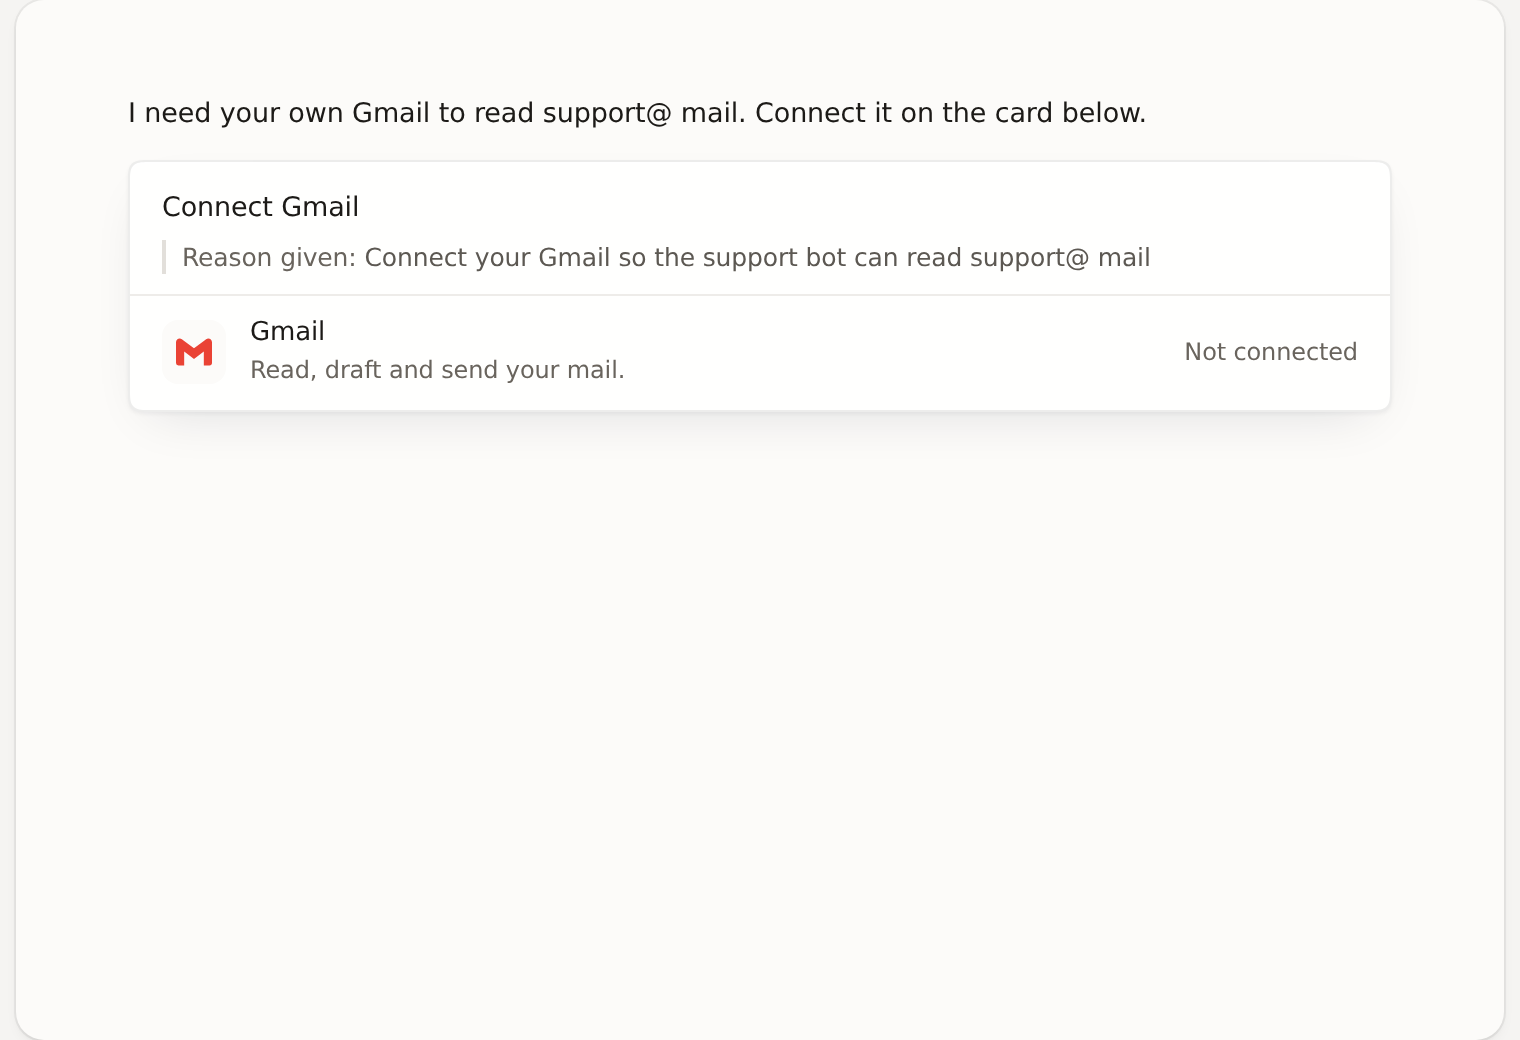 I need your own Gmail to read support@ mail. Connect it on the card below.
Connect Gmail
Reason given: Connect your Gmail so the support bot can read support@ mail
Gmail
Read, draft and send your mail.
Not connected